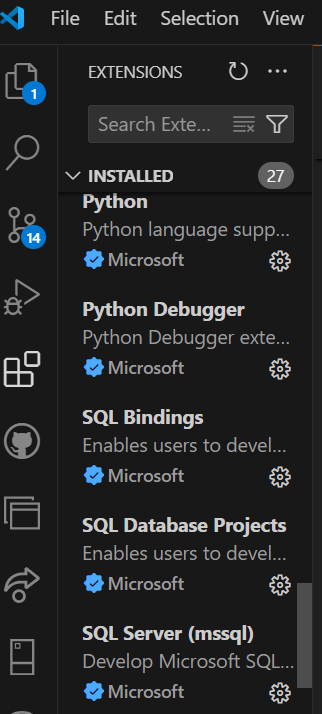 File Edit Selection View
EXTENSIONS
1
Search Exte...
INSTALLED 27
Python
Python language supp...
14
Microsoft
Python Debugger
Python Debugger exte...
Microsoft
SQL Bindings
Enables users to devel...
Microsoft
SQL Database Projects
Enables users to devel...
Microsoft
SQL Server (mssql)
Develop Microsoft SQL...
Microsoft